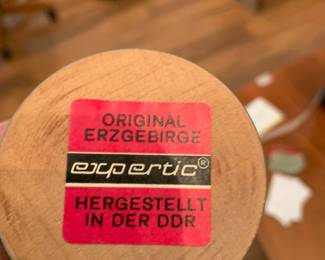 ORIGINAL
ERZGEBIRGE
expertic®
HERGESTELLT
IN DER DDR